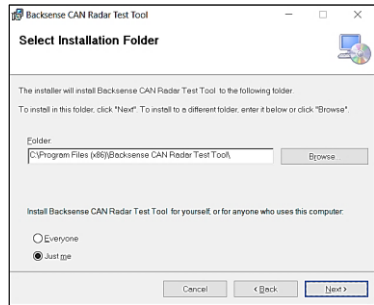 Backsense CAN Radar Test Tool
Select Installation Folder
The installer will install Backsense CAN Radar Test Tool to the following folder.
To install in this folder, click "Next". To install to a different folder, enter it below or click "Browse".
Folder:
C:\Program Files (x86)\Backsense CAN Radar Test Tool\
Browse...
Install Backsense CAN Radar Test Tool for yourself, or for anyone who uses this computer:
Everyone
Just me
Cancel
< Back
Next >